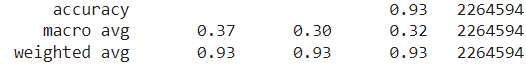 accuracy 0.93 2264594
macro avg 0.37 0.30 0.32 2264594
weighted avg 0.93 0.93 0.93 2264594